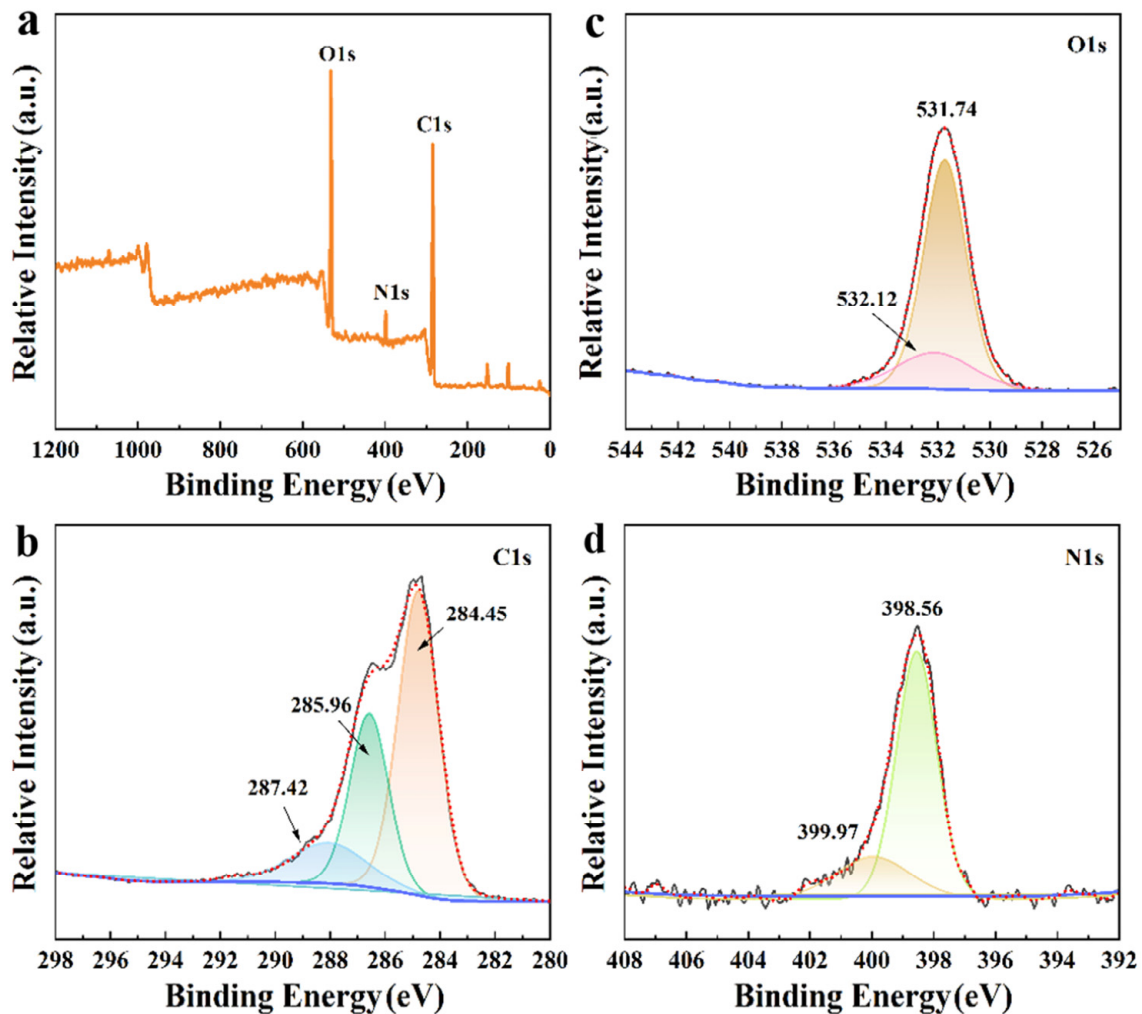 a
O1s
C1s
N1s
Relative Intensity (a.u.)
1200 1000 800 600 400 200 0
Binding Energy (eV)
c
O1s
531.74
532.12
Relative Intensity (a.u.)
544 542 540 538 536 534 532 530 528 526
Binding Energy (eV)
b
C1s
284.45
285.96
287.42
Relative Intensity (a.u.)
298 296 294 292 290 288 286 284 282 280
Binding Energy (eV)
d
N1s
398.56
399.97
Relative Intensity (a.u.)
408 406 404 402 400 398 396 394 392
Binding Energy (eV)